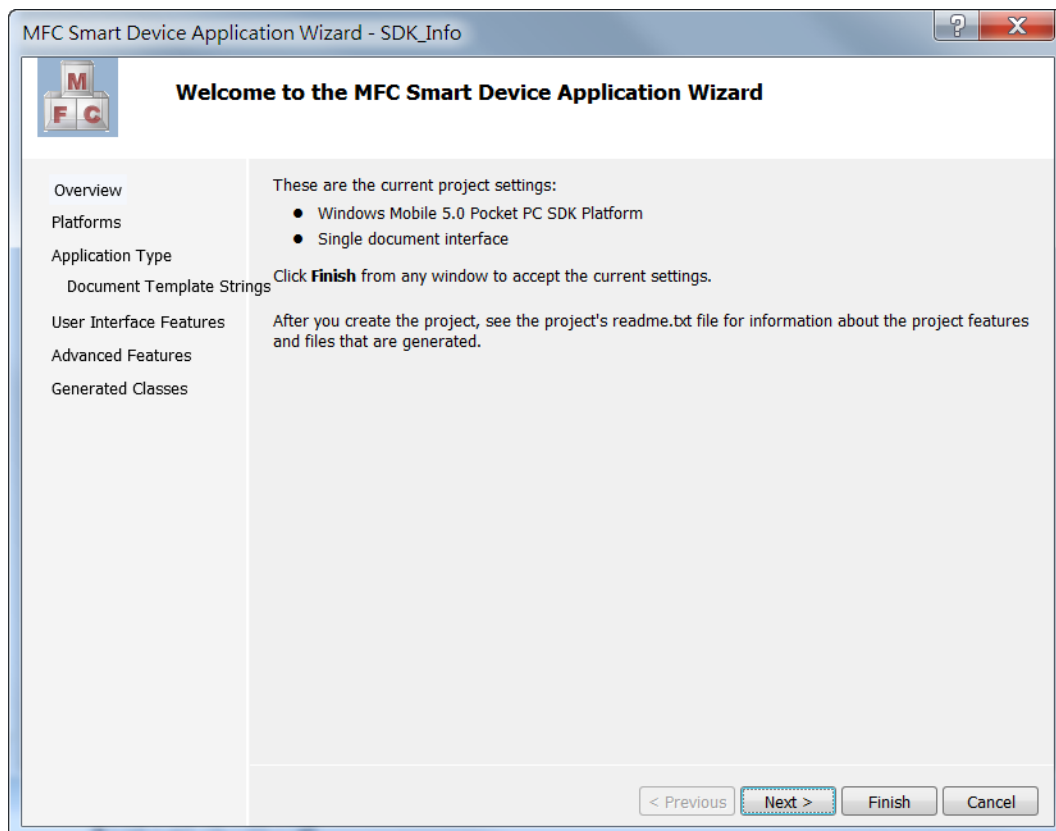 MFC Smart Device Application Wizard - SDK_Info
M
F C
Welcome to the MFC Smart Device Application Wizard
Overview
Platforms
Application Type
Document Template Strings
User Interface Features
Advanced Features
Generated Classes
These are the current project settings:
● Windows Mobile 5.0 Pocket PC SDK Platform
● Single document interface
Click Finish from any window to accept the current settings.
After you create the project, see the project's readme.txt file for information about the project features
and files that are generated.
< Previous Next > Finish Cancel